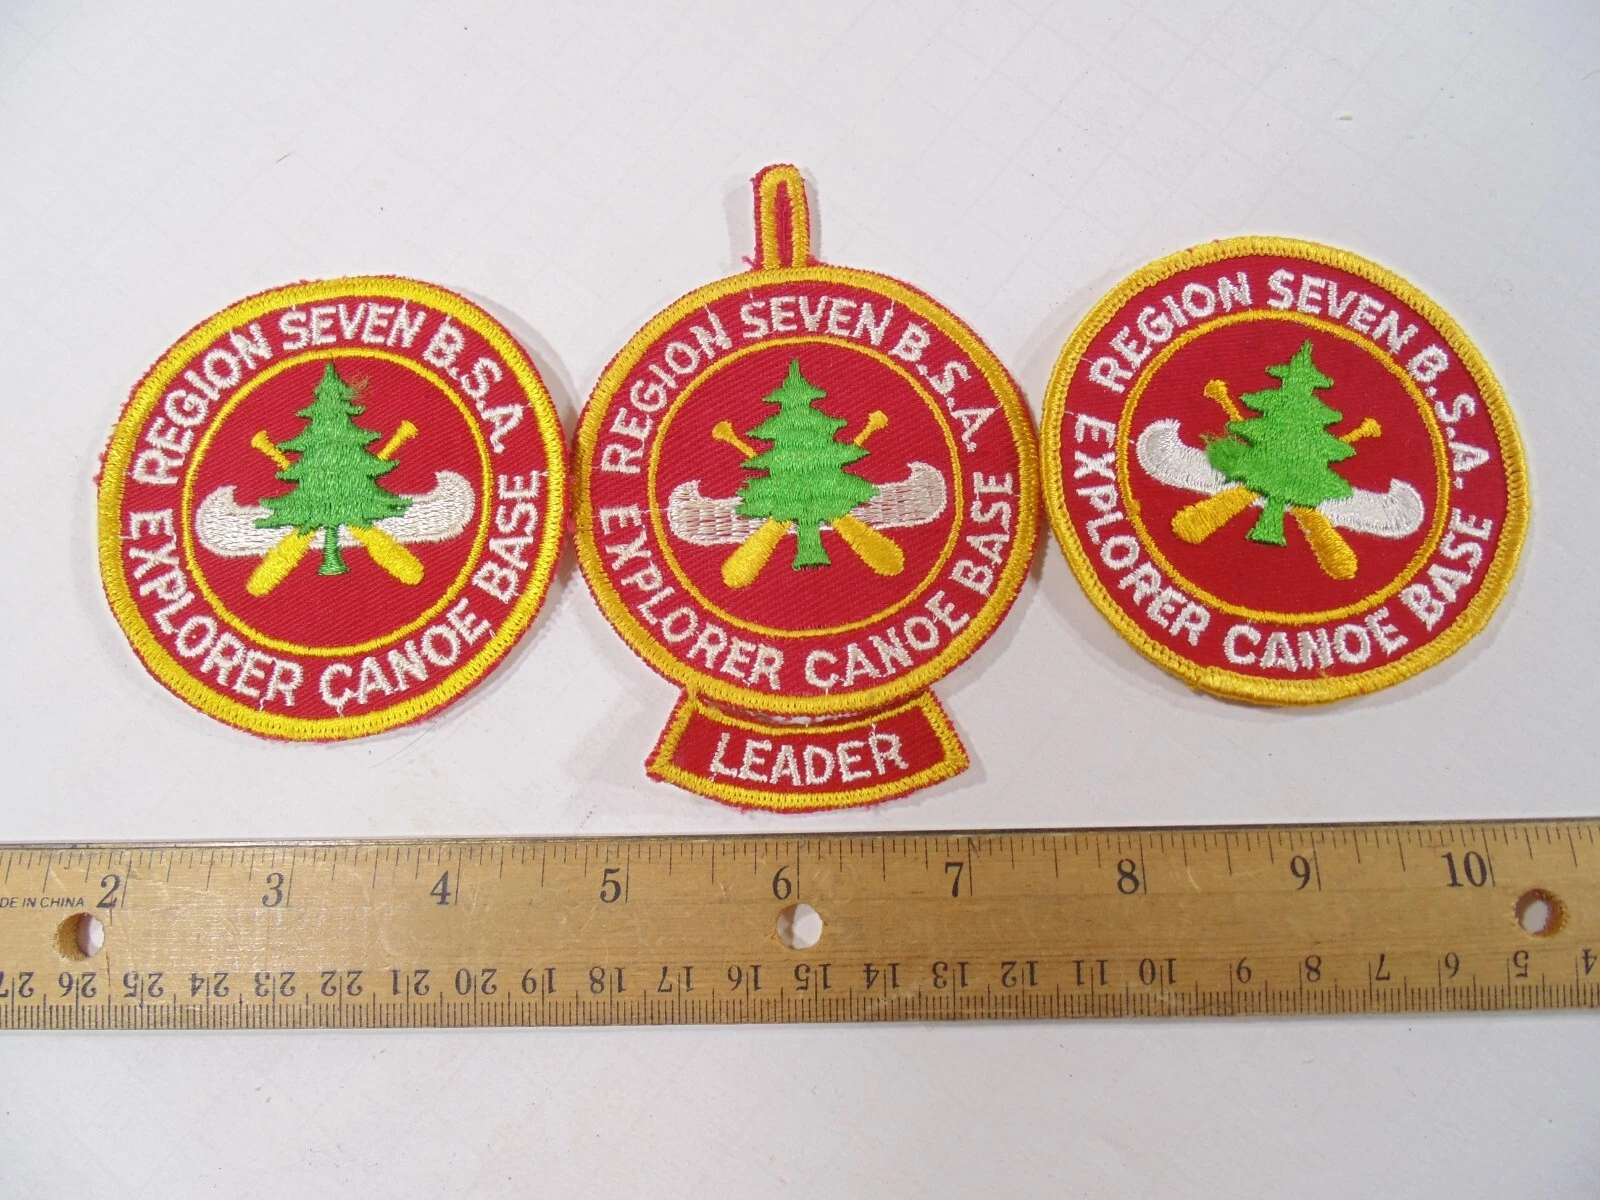 REGION SEVEN B.S.A.
EXPLORER CANOE BASE
REGION SEVEN B.S.A.
EXPLORER CANOE BASE
LEADER
REGION SEVEN B.S.A.
EXPLORER CANOE BASE
2 3 4 5 6 7 8 9 10
DE IN CHINA
27 26 25 24 23 22 21 20 19 18 17 16 15 14 13 12 11 10 9 8 7 6 5 4